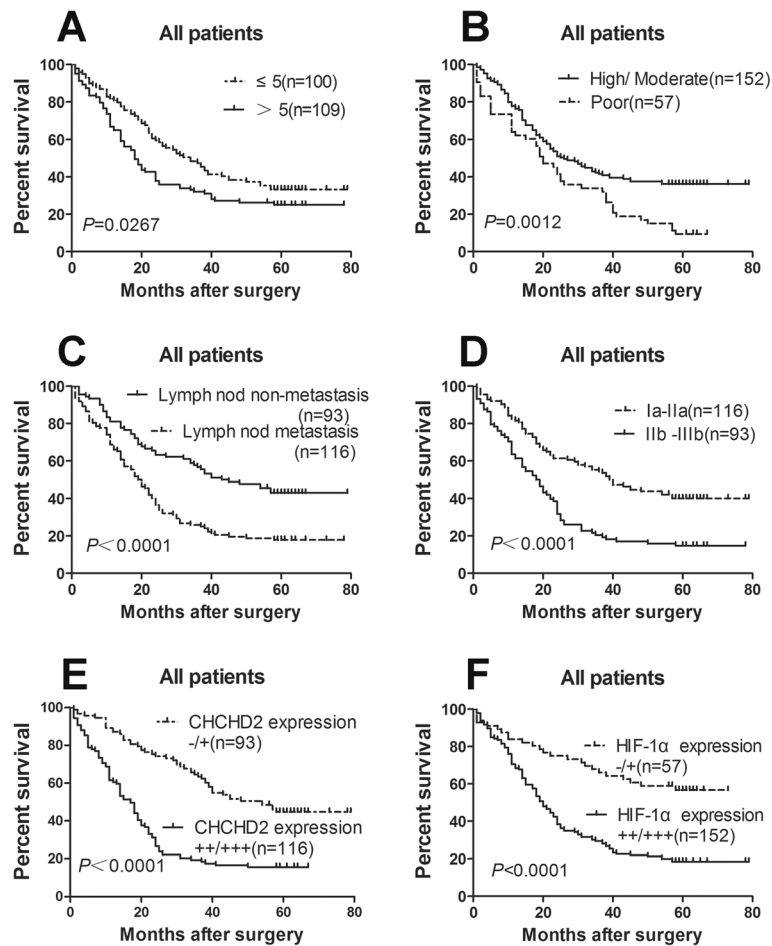 A
All patients
Percent survival
100
80
60
40
20
0
≤ 5(n=100)
> 5(n=109)
P=0.0267
0 20 40 60 80
Months after surgery
B
All patients
Percent survival
100
80
60
40
20
0
High/ Moderate(n=152)
Poor(n=57)
P=0.0012
0 20 40 60 80
Months after surgery
C
All patients
Percent survival
100
80
60
40
20
0
Lymph nod non-metastasis
(n=93)
Lymph nod metastasis
(n=116)
P< 0.0001
0 20 40 60 80
Months after surgery
D
All patients
Percent survival
100
80
60
40
20
0
Ia-IIa(n=116)
IIb -IIIb(n=93)
P< 0.0001
0 20 40 60 80
Months after surgery
E
All patients
Percent survival
100
80
60
40
20
0
CHCHD2 expression
-/+(n=93)
CHCHD2 expression
++/+++(n=116)
P< 0.0001
0 20 40 60 80
Months after surgery
F
All patients
Percent survival
100
80
60
40
20
0
HIF-1α expression
-/+(n=57)
HIF-1α expression
++/+++(n=152)
P<0.0001
0 20 40 60 80
Months after surgery